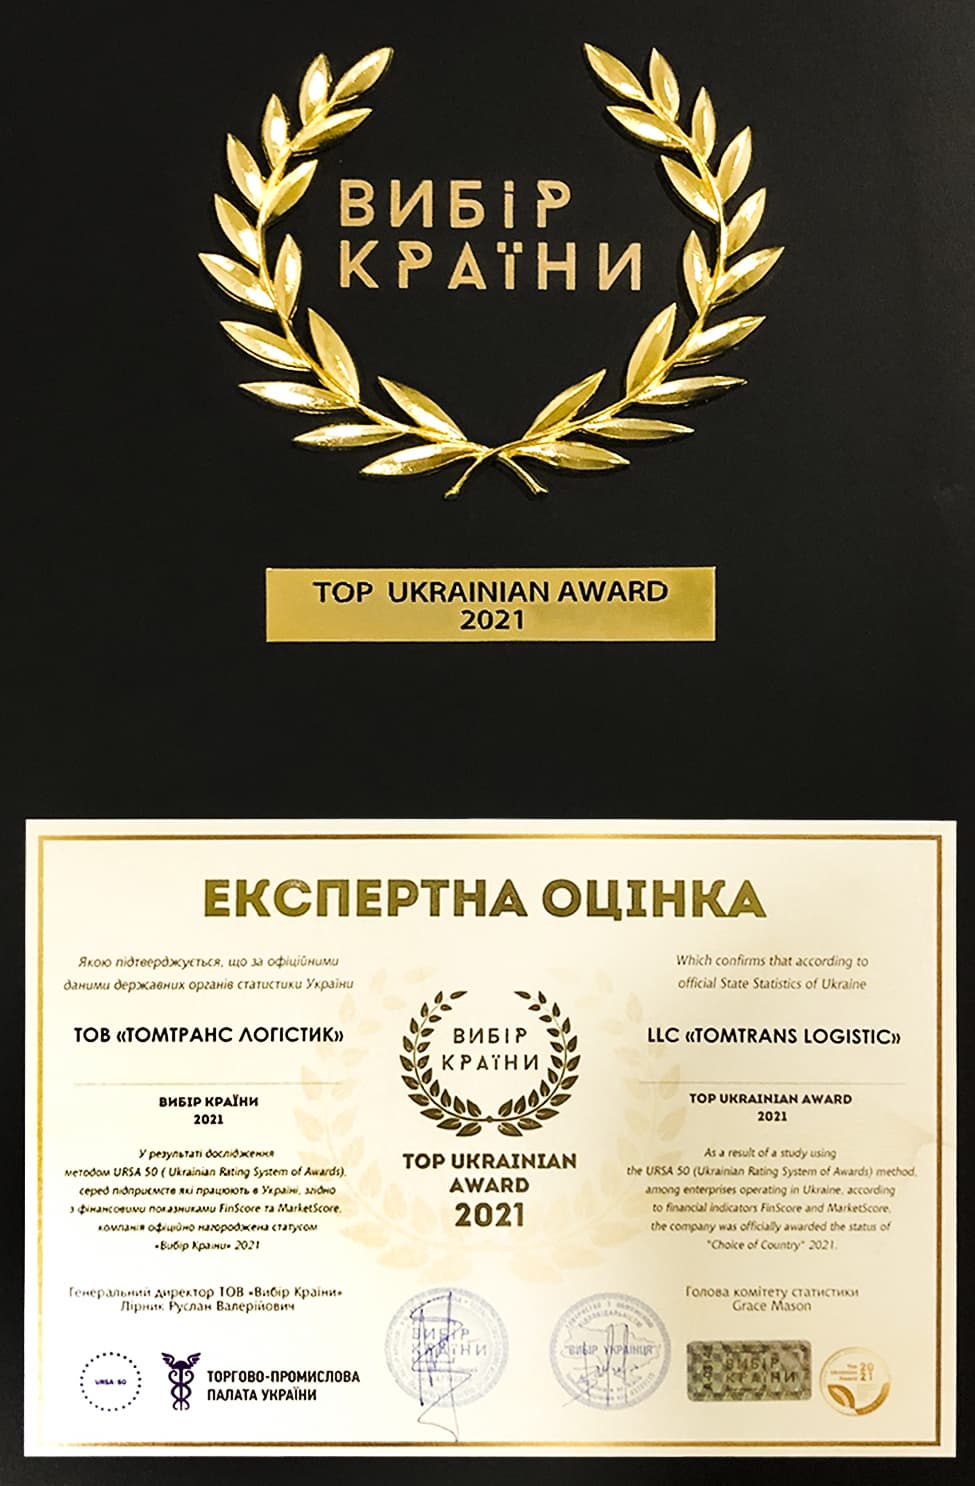 ВИБІР
КРАЇНИ
TOP UKRAINIAN AWARD
2021
ЕКСПЕРТНА ОЦІНКА
Якою підтверджується, що за офіційними
даними державних органів статистики України
ТОВ «ТОМТРАНС ЛОГІСТИК»
ВИБІР КРАЇНИ
2021
У результаті дослідження
методом URSA 50 ( Ukrainian Rating System of Awards),
серед підприємств які працюють в Україні, згідно
з фінансовими показниками FinScore та MarketScore,
компанія офіційно нагороджена статусом
«Вибір Країни» 2021
Генеральний директор ТОВ «Вибір Країни»
Лірник Руслан Валерійович
ВИБІР
КРАЇНИ
TOP UKRAINIAN
AWARD
2021
Which confirms that according to
official State Statistics of Ukraine
LLC «TOMTRANS LOGISTIC»
TOP UKRAINIAN AWARD
2021
As a result of a study using
the URSA 50 (Ukrainian Rating System of Awards) method,
among enterprises operating in Ukraine, according
to financial indicators FinScore and MarketScore,
the company was officially awarded the status of
"Choice of Country" 2021.
Голова комітету статистики
Grace Mason
URSA 50
ТОРГОВО-ПРОМИСЛОВА
ПАЛАТА УКРАЇНИ
ВИБІР
КРАЇНИ
ВИБІР УКРАЇНЦЯ
ВИБІР
КРАЇНИ
20
21